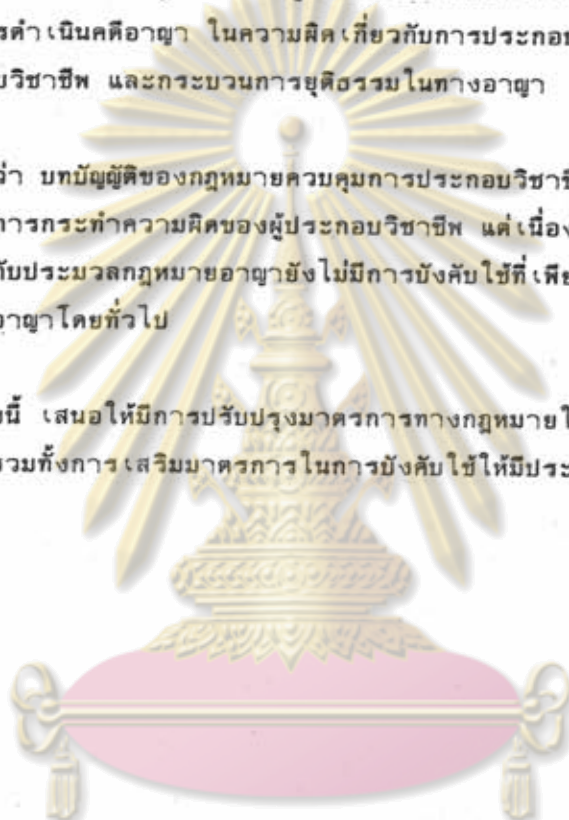 รดำเนินคดีอาญา ในความผิดเกี่ยวกับการประกอบ
บวิชาชีพ และกระบวนการยุติธรรมในทางอาญา
ว่า บทบัญญัติของกฎหมายควบคุมการประกอบวิชาชี
การกระทำความผิดของผู้ประกอบวิชาชีพ แต่เนื่อง
กับประมวลกฎหมายอาญายังไม่มีการบังคับใช้ที่เพีย
อาญาโดยทั่วไป
งนี้ เสนอให้มีการปรับปรุงมาตรการทางกฎหมายใ
รวมทั้งการเสริมมาตรการในการบังคับใช้ให้มีประ